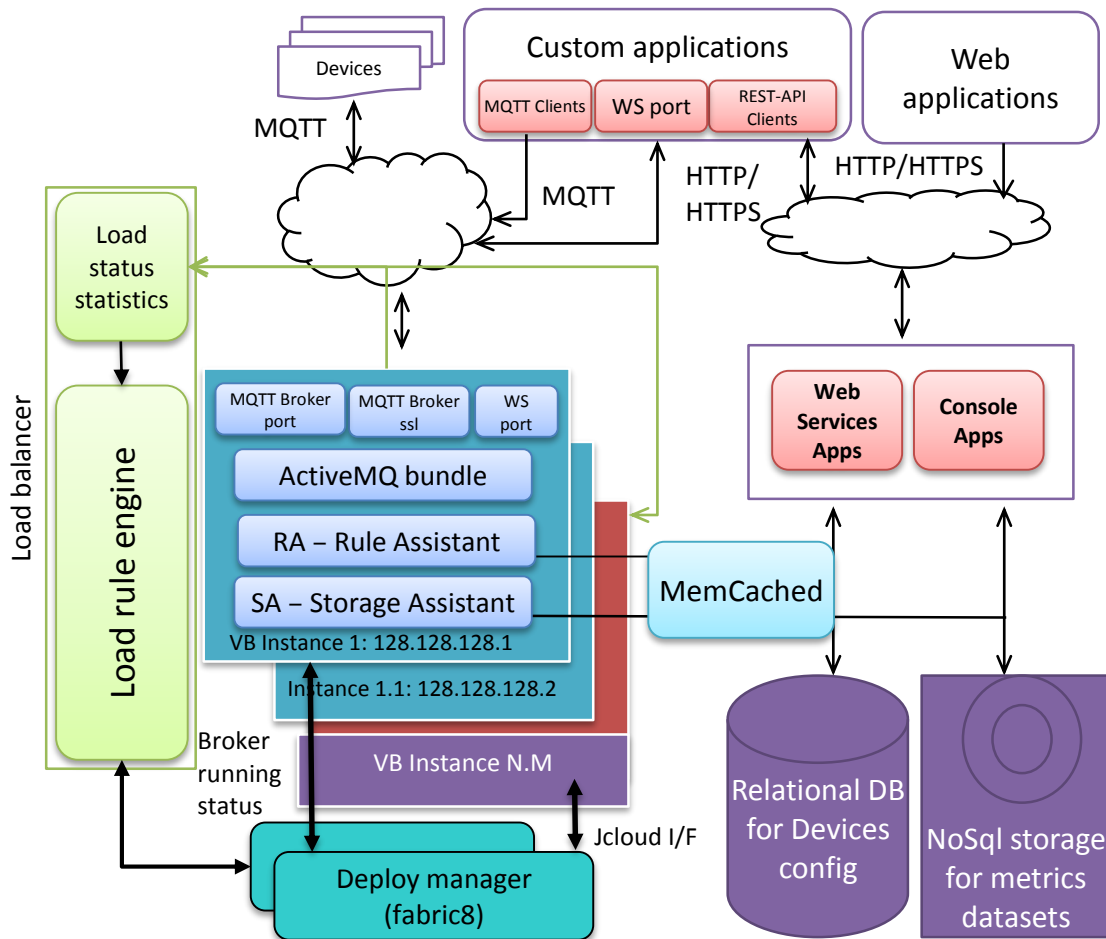 Devices
Custom applications
MQTT Clients
WS port
REST-API
Clients
Web
applications
MQTT
MQTT
HTTP/
HTTPS
HTTP/HTTPS
Load
status
statistics
Load balancer
Load rule engine
MQTT Broker
port
MQTT Broker
ssl
WS
port
ActiveMQ bundle
RA – Rule Assistant
SA – Storage Assistant
VB Instance 1: 128.128.128.1
Instance 1.1: 128.128.128.2
VB Instance N.M
MemCached
Web
Services
Apps
Console
Apps
Broker
running
status
Jcloud I/F
Deploy manager
(fabric8)
Relational DB
for Devices
config
NoSql storage
for metrics
datasets